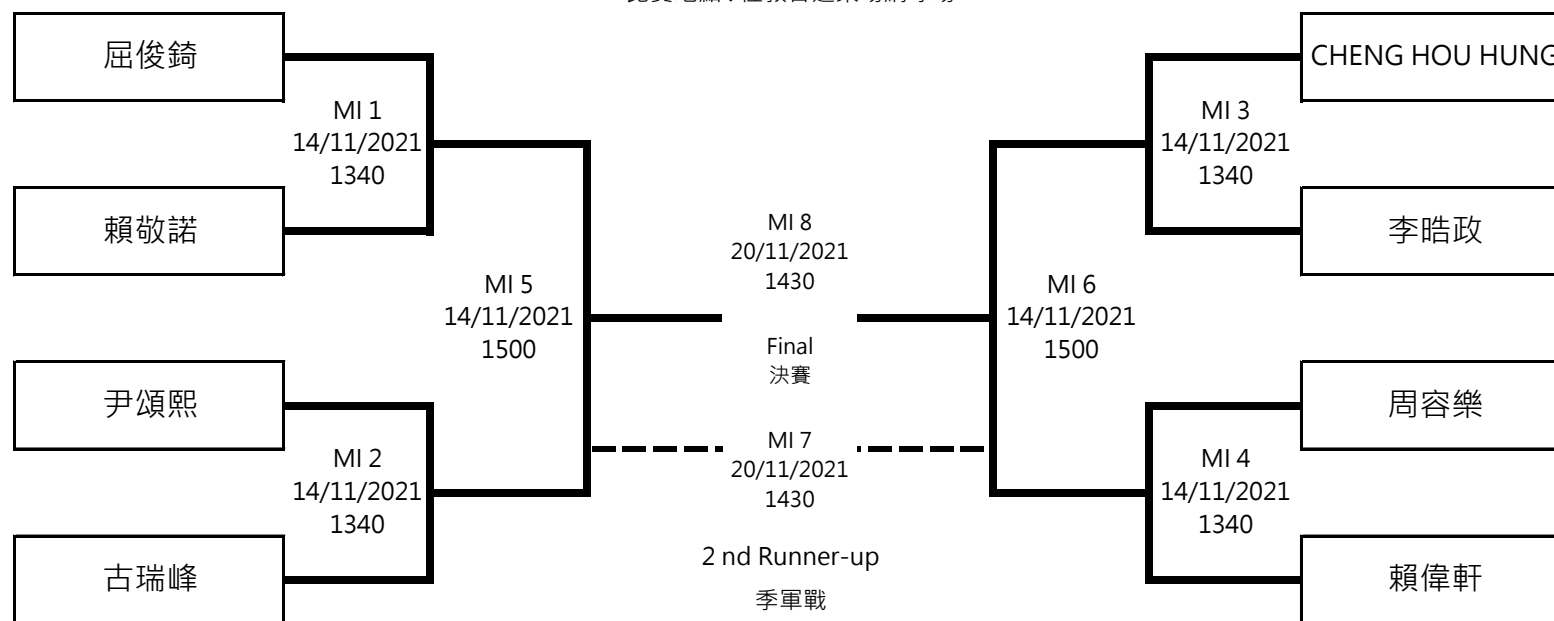 屈俊錡
MI 1
14/11/2021
1340
賴敬諾
MI 5
14/11/2021
1500
尹頌熙
MI 2
14/11/2021
1340
古瑞峰
MI 8
20/11/2021
1430
Final
決賽
MI 7
20/11/2021
1430
2 nd Runner-up
季軍戰
CHENG HOU HUNG
MI 3
14/11/2021
1340
李晧政
MI 6
14/11/2021
1500
周容樂
MI 4
14/11/2021
1340
賴偉軒